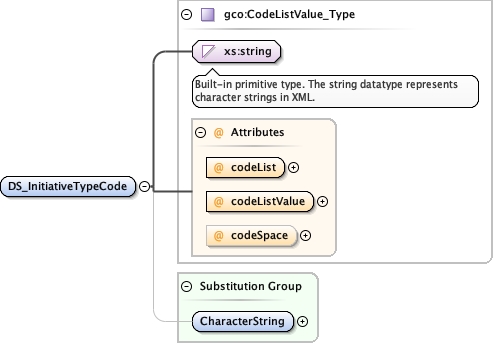 gco:CodeListValue_Type
xs:string
Built-in primitive type. The string datatype represents
character strings in XML.
@ Attributes
@ codeList
DS_InitiativeTypeCode
@ codeListValue
@ codeSpace
Substitution Group
CharacterString